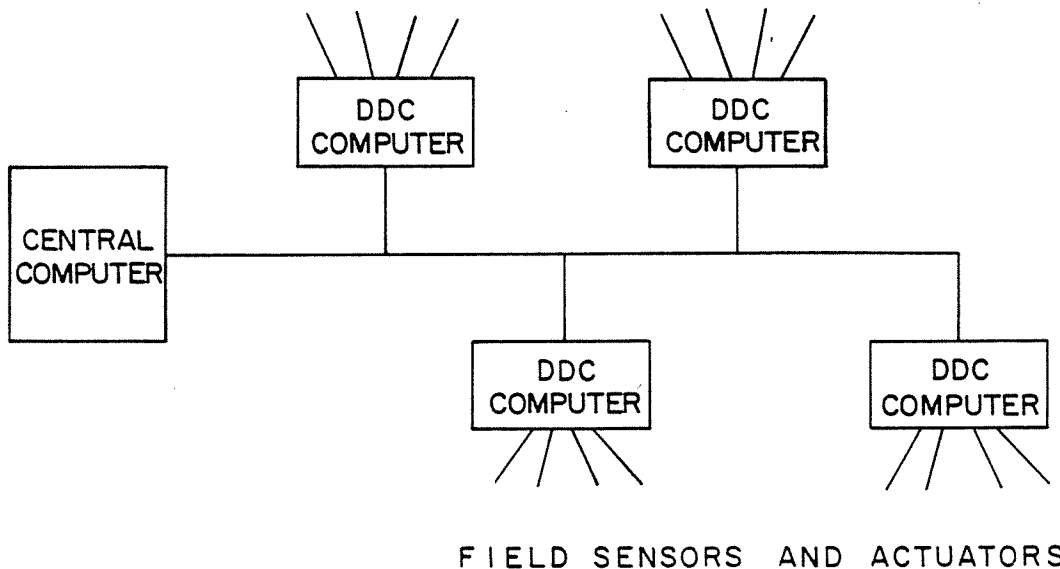 DDC
COMPUTER
DDC
COMPUTER
CENTRAL
COMPUTER
DDC
COMPUTER
DDC
COMPUTER
FIELD SENSORS AND ACTUATORS